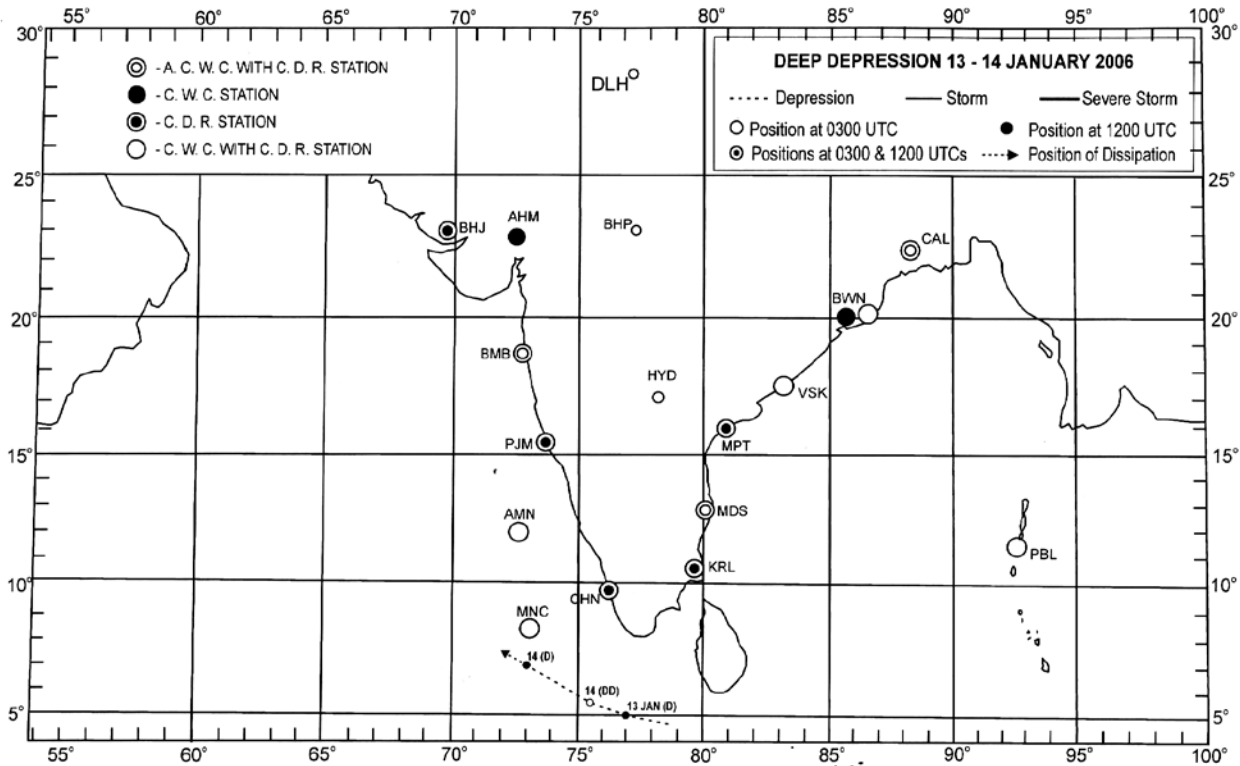 55° 60° 65° 70° 75° 80° 85° 90° 95° 100°
30° 30°
- A. C. W. C. WITH C. D. R. STATION
- C. W. C. STATION
- C. D. R. STATION
- C. W. C. WITH C. D. R. STATION
DLH
DEEP DEPRESSION 13 - 14 JANUARY 2006
Depression Storm Severe Storm
Position at 0300 UTC Position at 1200 UTC
Positions at 0300 & 1200 UTCs Position of Dissipation
25° 25°
BHJ AHM BHP CAL
BWN
20° 20°
BMB
HYD
VSK
PJM MPT
15° 15°
AMN MDS
PBL
KRL
10° 10°
CHN
MNC
14 (D)
14 (DD)
13 JAN (D)
5° 5°
55° 60° 65° 70° 75° 80° 85° 90° 95° 100°